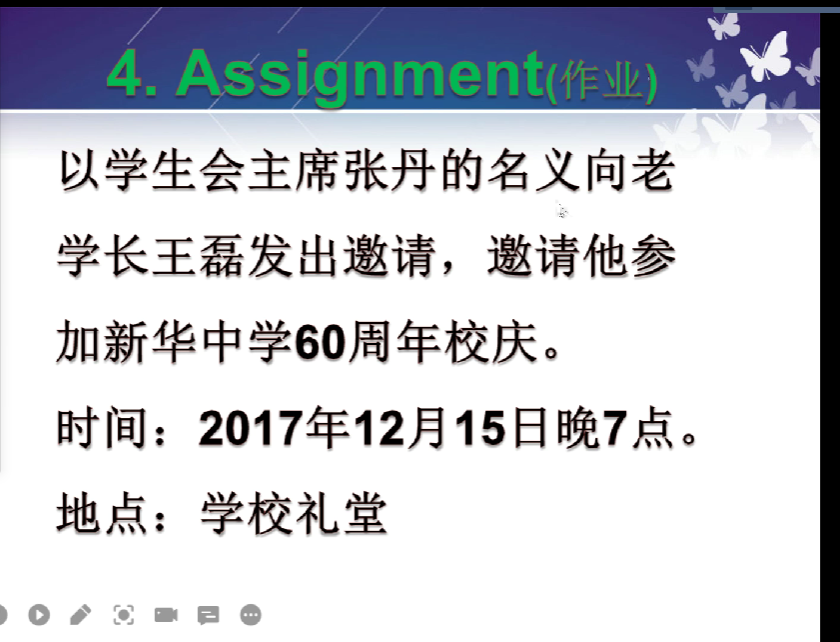 4. Assignment(作业)
以学生会主席张丹的名义向老
学长王磊发出邀请，邀请他参
加新华中学60周年校庆。
时间：2017年12月15日晚7点。
地点：学校礼堂